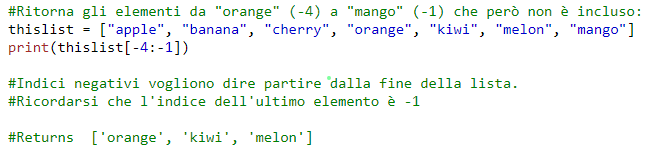 #Ritorna gli elementi da "orange" (-4) a "mango" (-1) che però non è incluso:
thislist = ["apple", "banana", "cherry", "orange", "kiwi", "melon", "mango"]
print(thislist[-4:-1])
#Indici negativi vogliono dire partire dalla fine della lista.
#Ricordarsi che l'indice dell'ultimo elemento è -1
#Returns  ['orange', 'kiwi', 'melon']